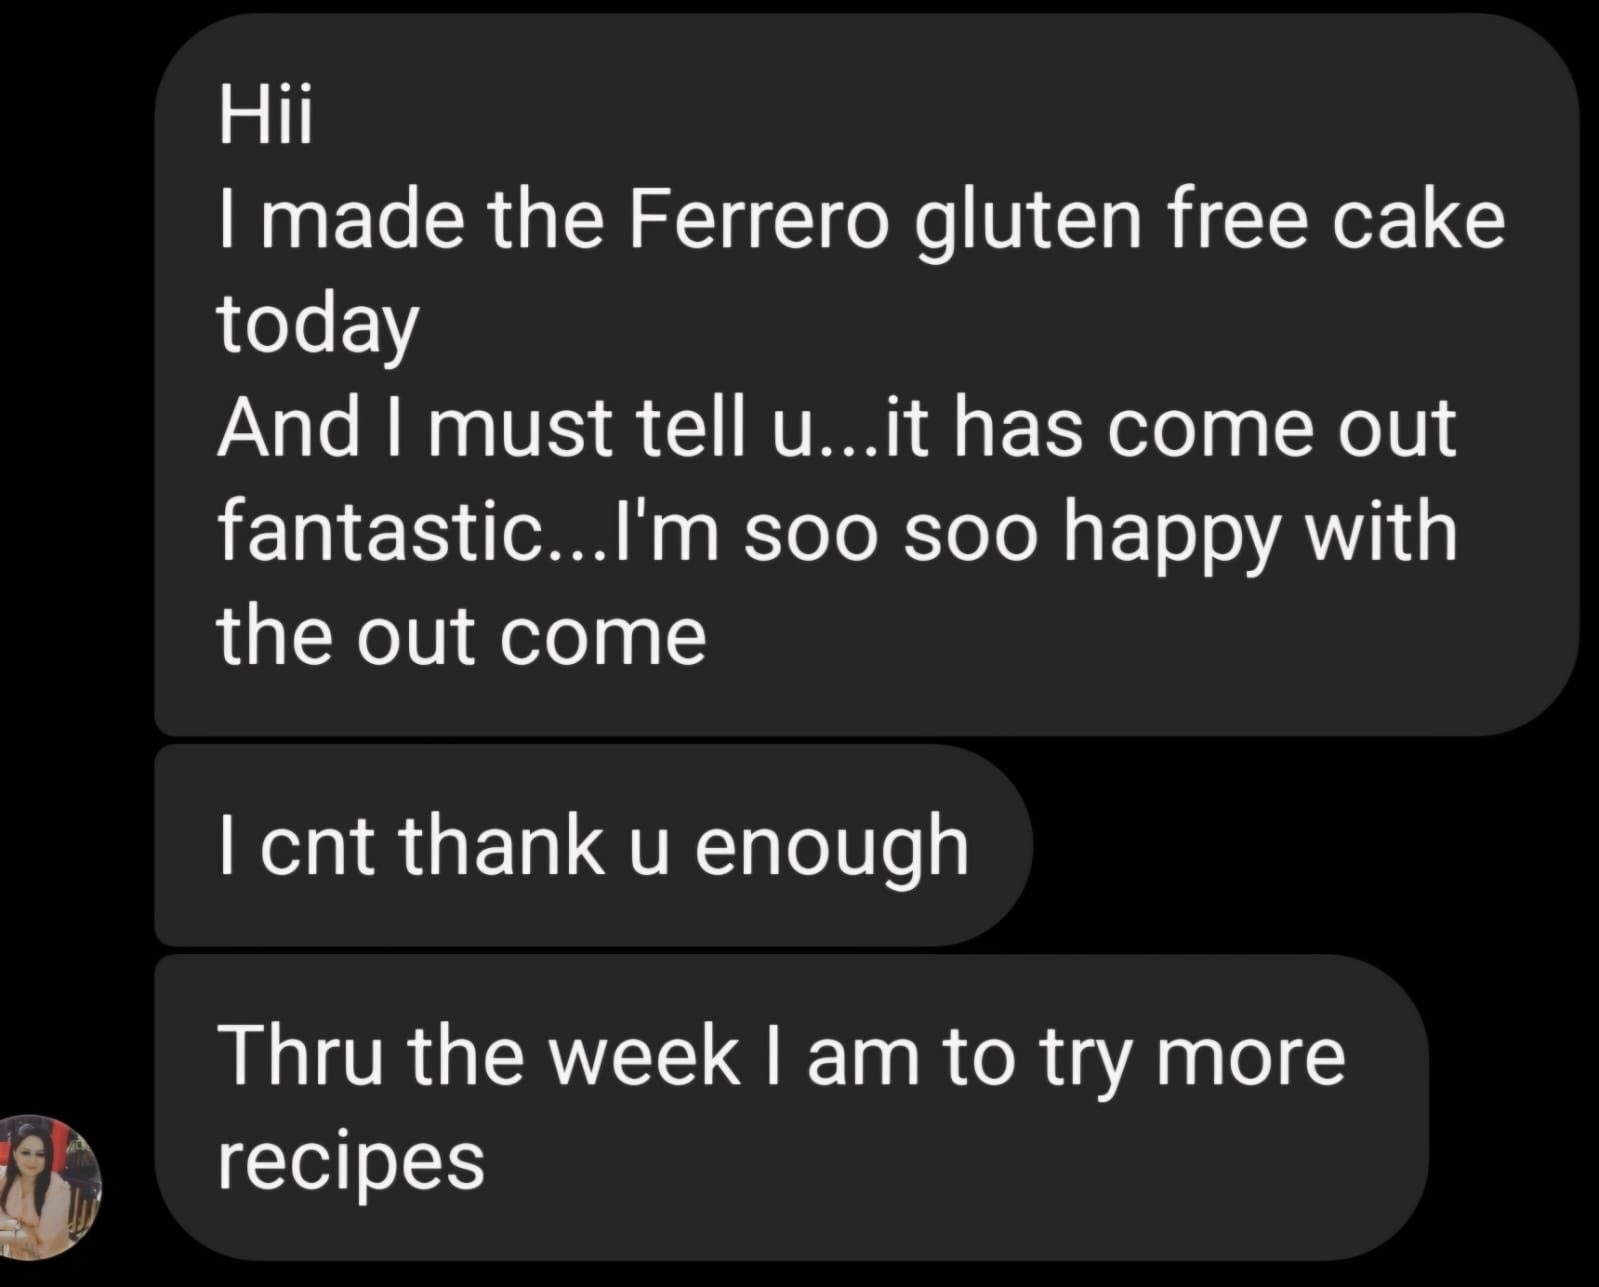 Hii
I made the Ferrero gluten free cake
today
And I must tell u...it has come out
fantastic...I'm soo soo happy with
the out come
I cnt thank u enough
Thru the week I am to try more
recipes